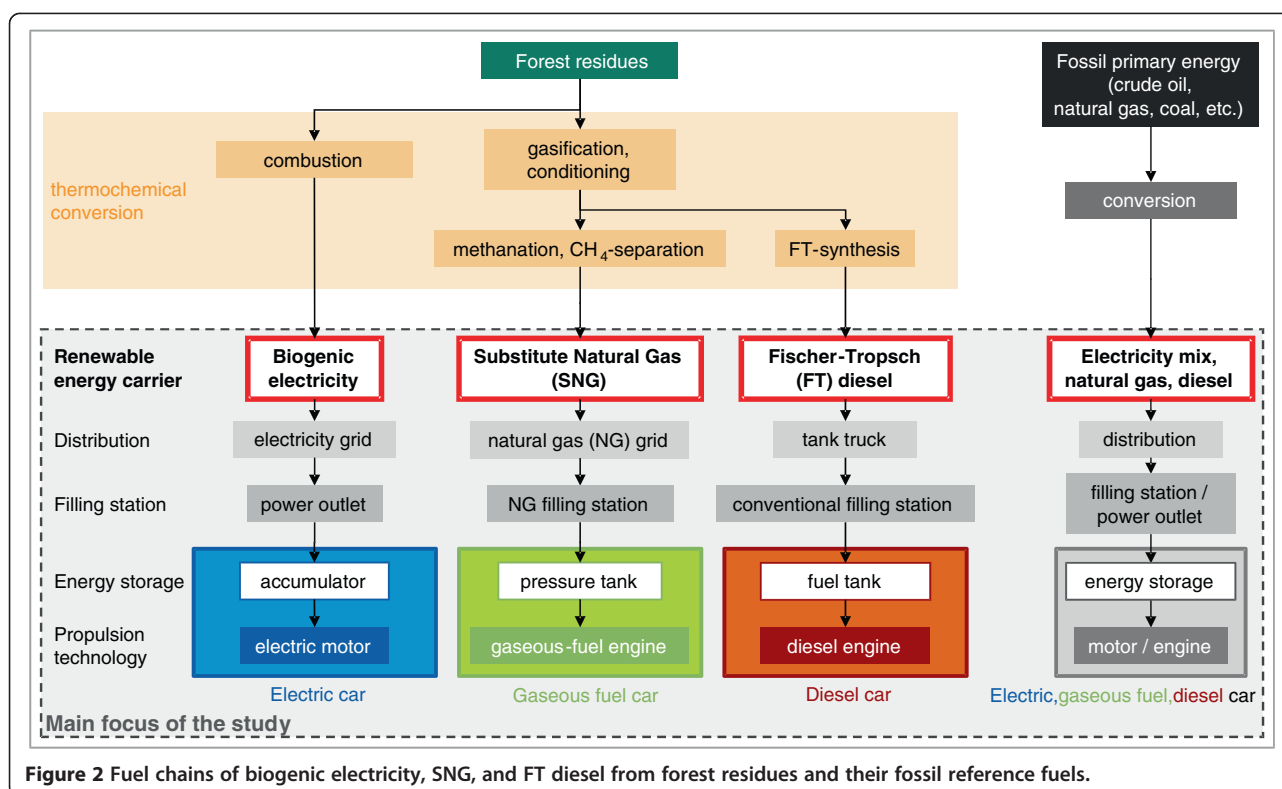 Forest residues
Fossil primary energy
(crude oil,
natural gas, coal, etc.)
thermochemical
conversion
combustion
gasification,
conditioning
conversion
methanation, CH4-separation
FT-synthesis
Renewable
energy carrier
Biogenic
electricity
Substitute Natural Gas
(SNG)
Fischer-Tropsch
(FT) diesel
Electricity mix,
natural gas, diesel
Distribution
electricity grid
natural gas (NG) grid
tank truck
distribution
Filling station
power outlet
NG filling station
conventional filling station
filling station /
power outlet
Energy storage
accumulator
pressure tank
fuel tank
energy storage
Propulsion
technology
electric motor
gaseous-fuel engine
diesel engine
motor / engine
Electric car
Gaseous fuel car
Diesel car
Electric,gaseous fuel,diesel car
Main focus of the study
Figure 2 Fuel chains of biogenic electricity, SNG, and FT diesel from forest residues and their fossil reference fuels.